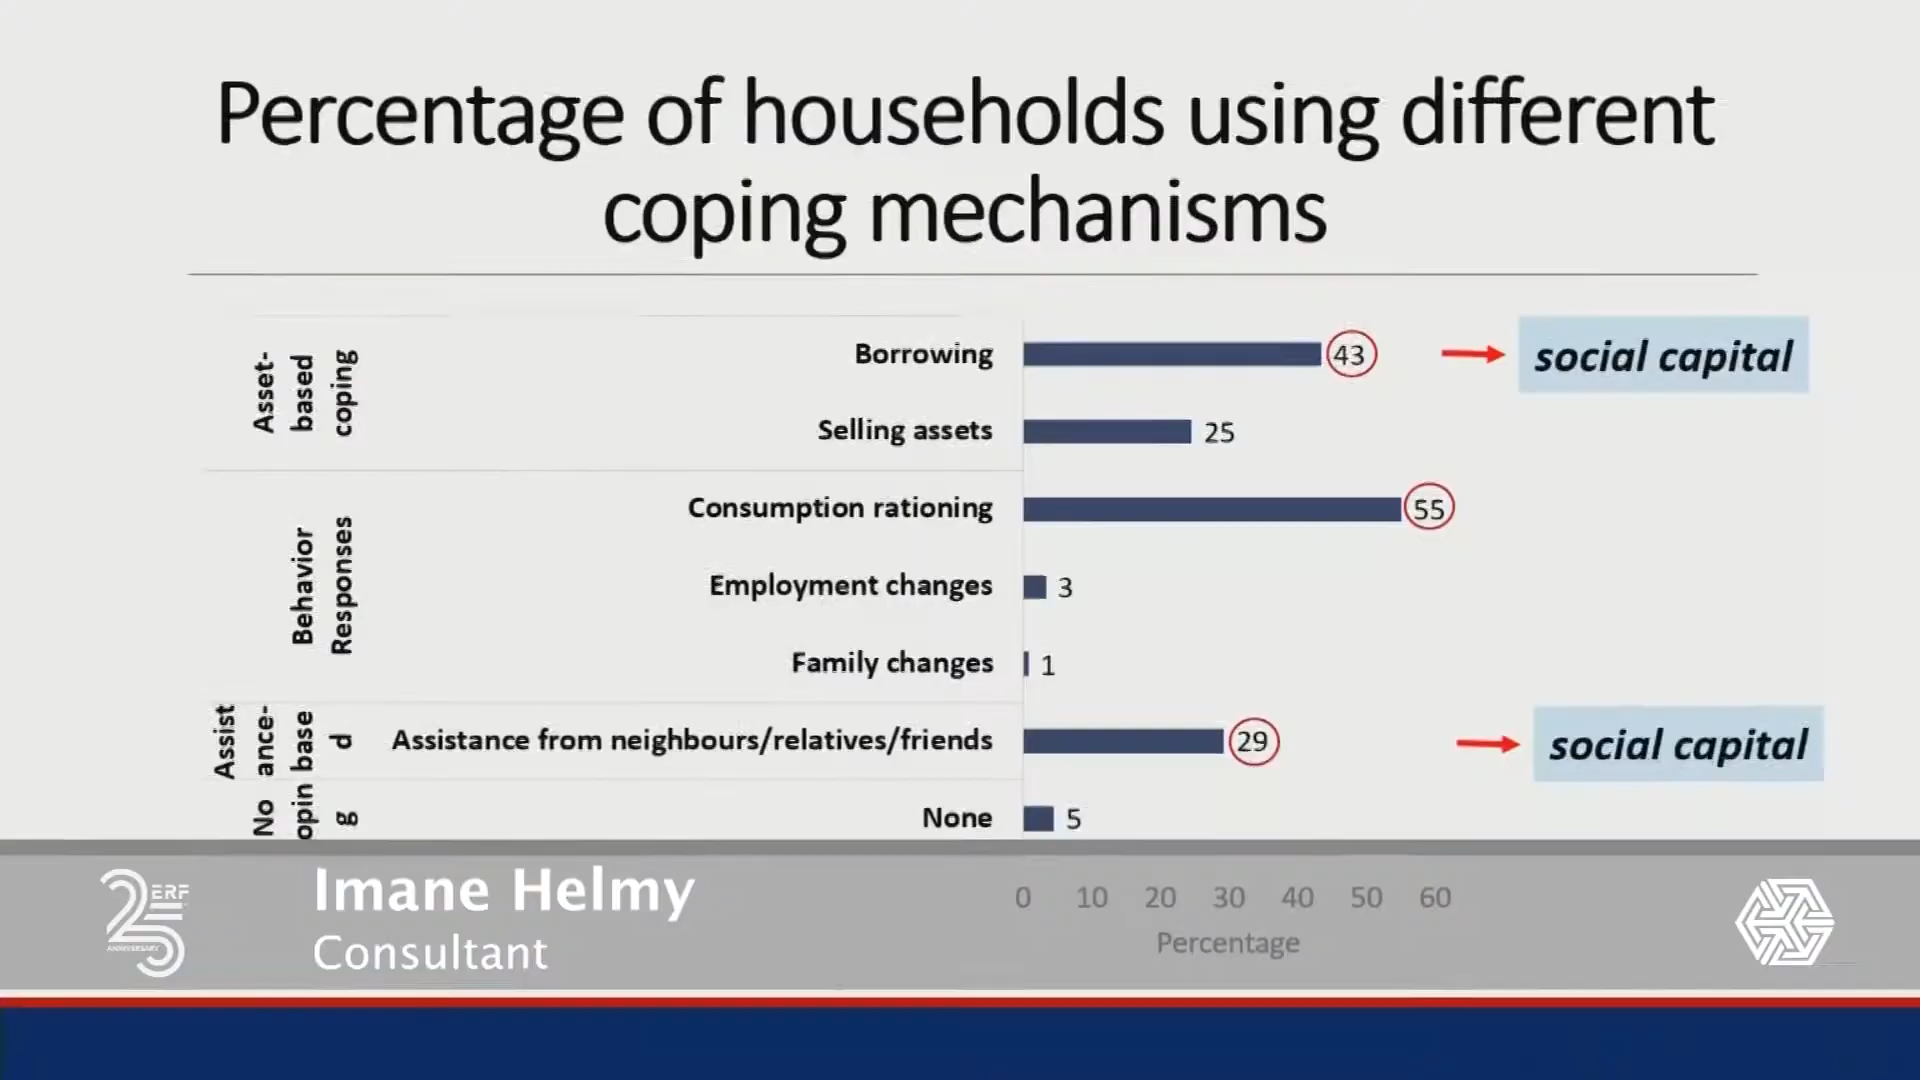 Percentage of households using different
coping mechanisms
Asset-
based
coping
Borrowing
43
social capital
Selling assets
25
Behavior
Responses
Consumption rationing
55
Employment changes
3
Family changes
1
Assist
ance-
base
d
Assistance from neighbours/relatives/friends
29
social capital
No
opin
g
None
5
0 10 20 30 40 50 60
Percentage
25 ERF
ANNIVERSARY
Imane Helmy
Consultant